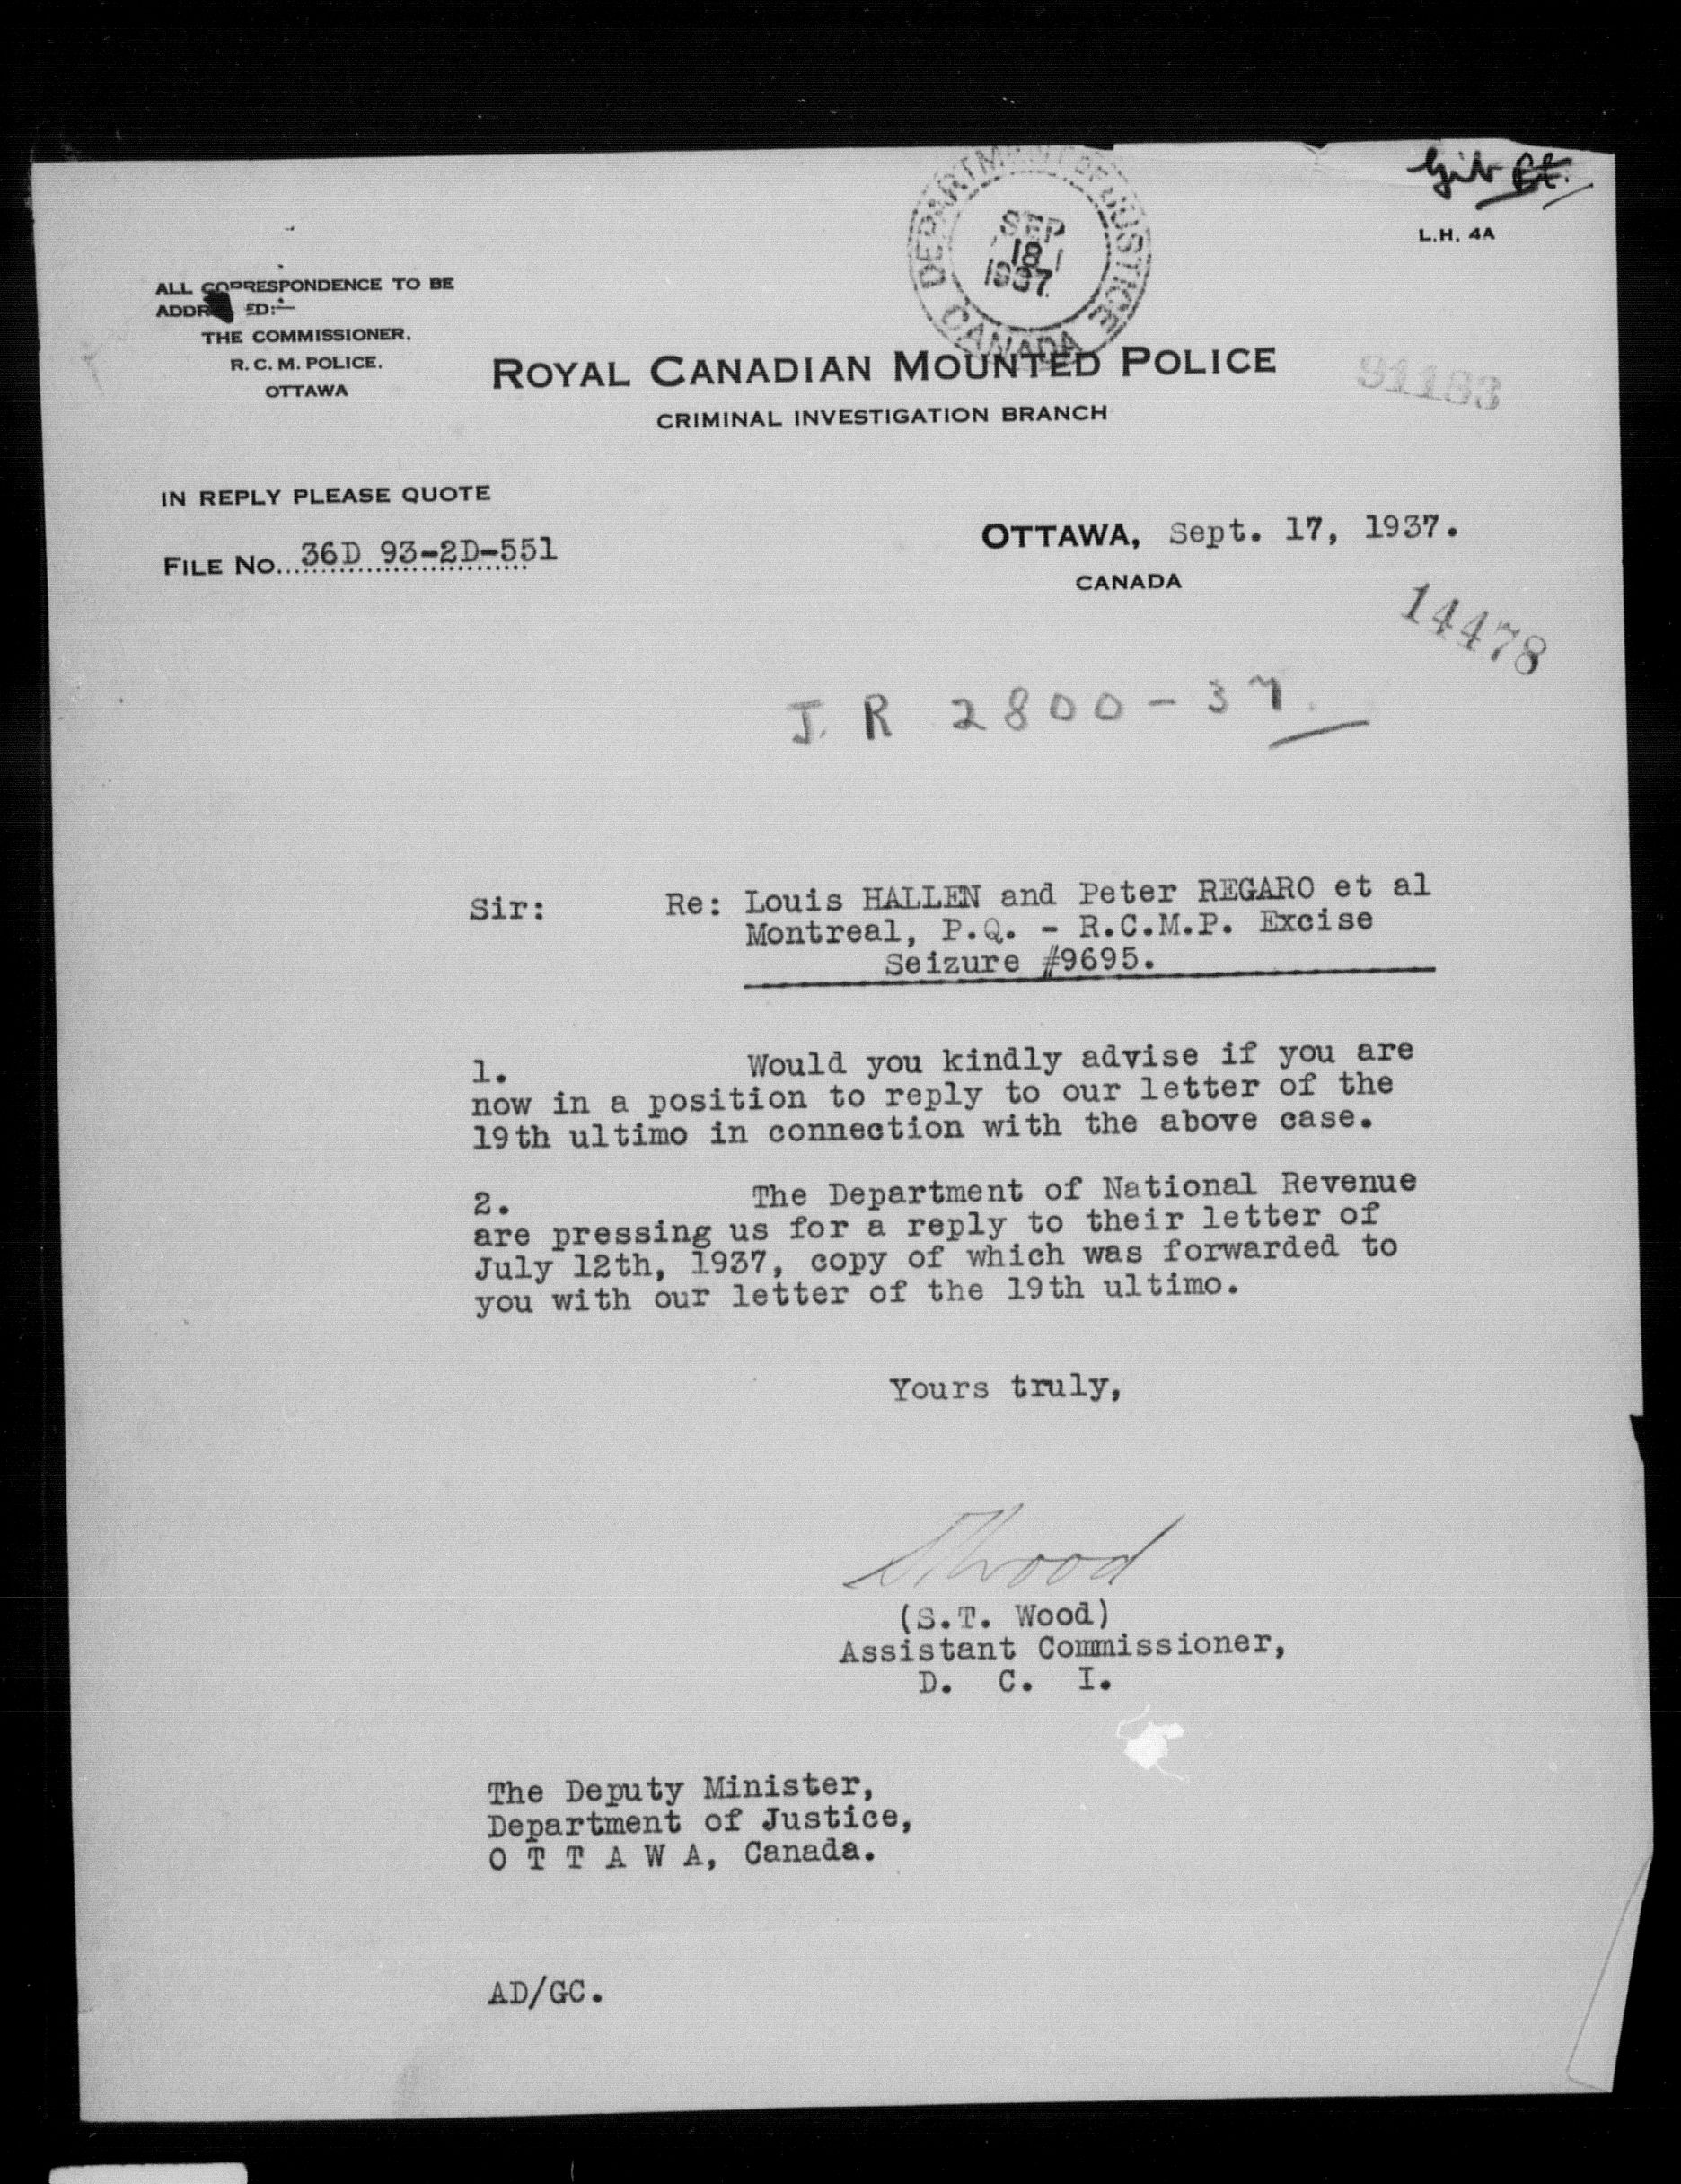 L.H. 4A
DEPARTMENT OF JUSTICE
CANADA
SEP
18
1937
ALL CORRESPONDENCE TO BE
ADDR ED:—
THE COMMISSIONER,
R. C. M. POLICE,
OTTAWA
ROYAL CANADIAN MOUNTED POLICE
CRIMINAL INVESTIGATION BRANCH
91183
IN REPLY PLEASE QUOTE
FILE No. 36D 93-2D-551
OTTAWA, Sept. 17, 1937.
CANADA
14478
J. R 2800-37.
Sir: Re: Louis HALLEN and Peter REGARO et al
Montreal, P.Q. - R.C.M.P. Excise
Seizure #9695.
1. Would you kindly advise if you are
now in a position to reply to our letter of the
19th ultimo in connection with the above case.
2. The Department of National Revenue
are pressing us for a reply to their letter of
July 12th, 1937, copy of which was forwarded to
you with our letter of the 19th ultimo.
Yours truly,
STWood
(S.T. Wood)
Assistant Commissioner,
D. C. I.
The Deputy Minister,
Department of Justice,
O T T A W A, Canada.
AD/GC.